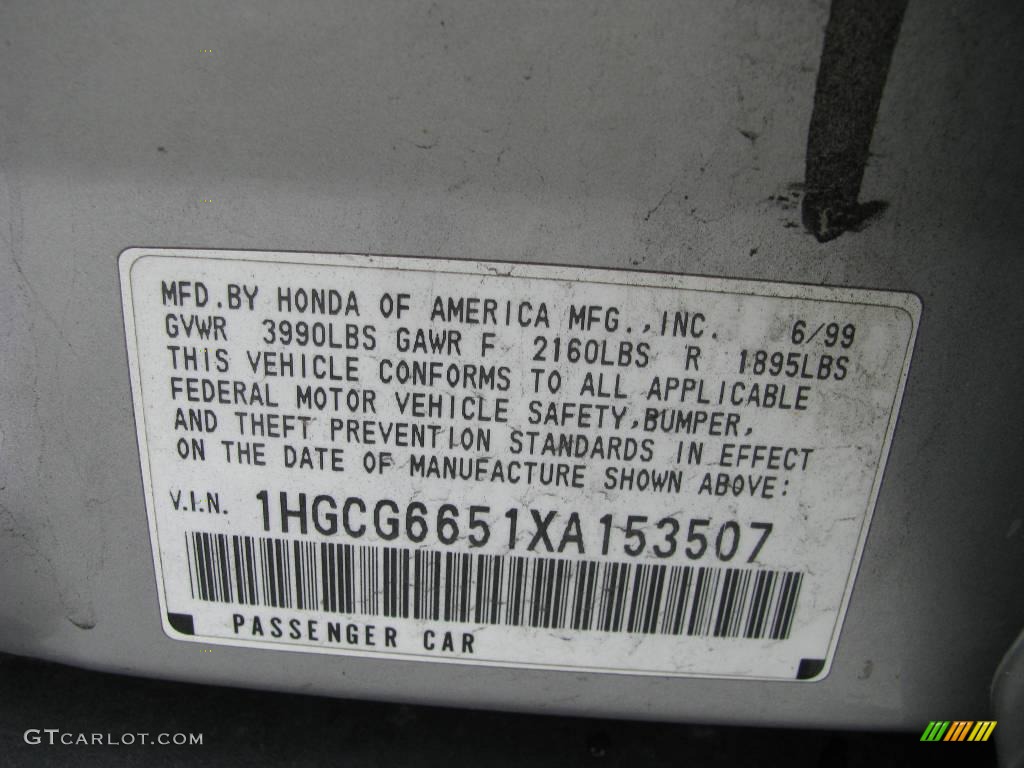 MFD.BY HONDA OF AMERICA MFG.,INC. 6/99
GVWR 3990LBS GAWR F 2160LBS R 1895LBS
THIS VEHICLE CONFORMS TO ALL APPLICABLE
FEDERAL MOTOR VEHICLE SAFETY,BUMPER,
AND THEFT PREVENTION STANDARDS IN EFFECT
ON THE DATE OF MANUFACTURE SHOWN ABOVE:
V.I.N. 1HGCG6651XA153507
PASSENGER CAR
GTCARLOT.COM